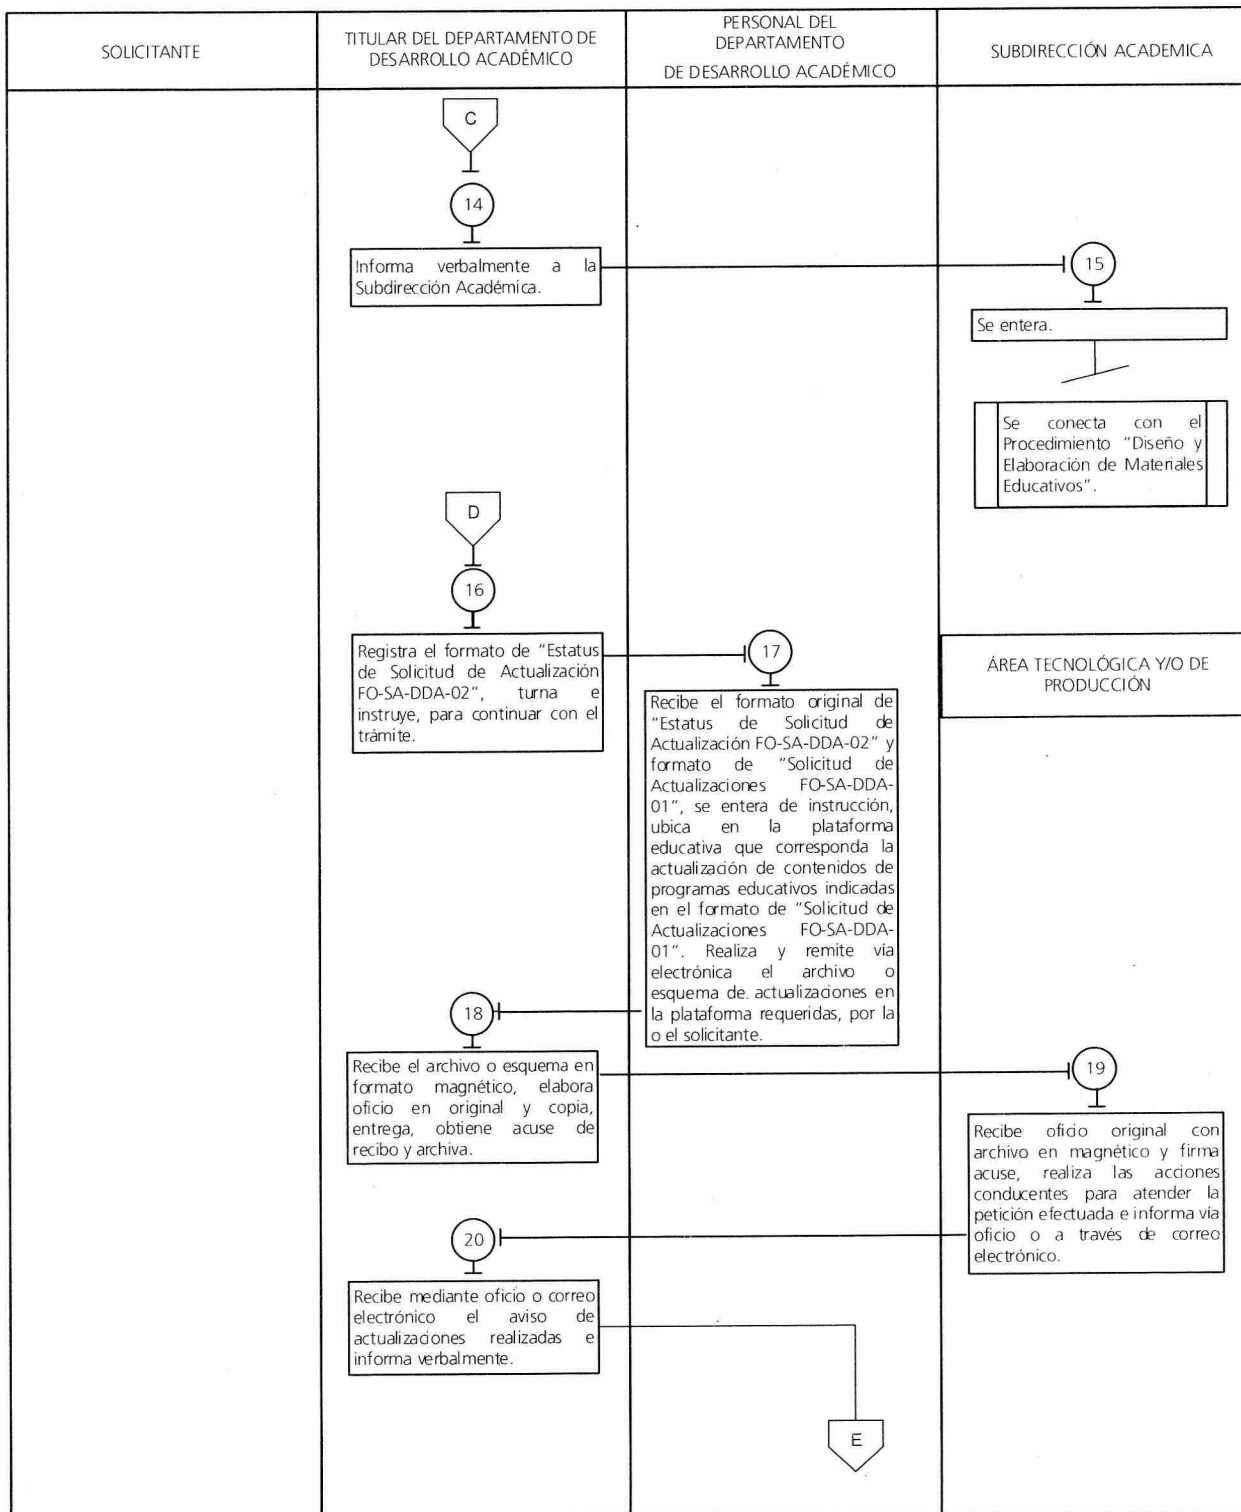 SOLICITANTE
TITULAR DEL DEPARTAMENTO DE
DESARROLLO ACADÉMICO
PERSONAL DEL
DEPARTAMENTO
DE DESARROLLO ACADÉMICO
SUBDIRECCIÓN ACADEMICA
C
14
Informa verbalmente a la
Subdirección Académica.
15
Se entera.
Se conecta con el
Procedimiento "Diseño y
Elaboración de Materiales
Educativos".
D
16
Registra el formato de "Estatus
de Solicitud de Actualización
FO-SA-DDA-02", turna e
instruye, para continuar con el
trámite.
17
Recibe el formato original de
"Estatus de Solicitud de
Actualización FO-SA-DDA-02" y
formato de "Solicitud de
Actualizaciones FO-SA-DDA-
01", se entera de instrucción,
ubica en la plataforma
educativa que corresponda la
actualización de contenidos de
programas educativos indicadas
en el formato de "Solicitud de
Actualizaciones FO-SA-DDA-
01". Realiza y remite vía
electrónica el archivo o
esquema de. actualizaciones en
la plataforma requeridas, por la
o el solicitante.
ÁREA TECNOLÓGICA Y/O DE
PRODUCCIÓN
18
Recibe el archivo o esquema en
formato magnético, elabora
oficio en original y copia,
entrega, obtiene acuse de
recibo y archiva.
19
Recibe oficio original con
archivo en magnético y firma
acuse, realiza las acciones
conducentes para atender la
petición efectuada e informa vía
oficio o a través de correo
electrónico.
20
Recibe mediante oficio o correo
electrónico el aviso de
actualizaciones realizadas e
informa verbalmente.
E